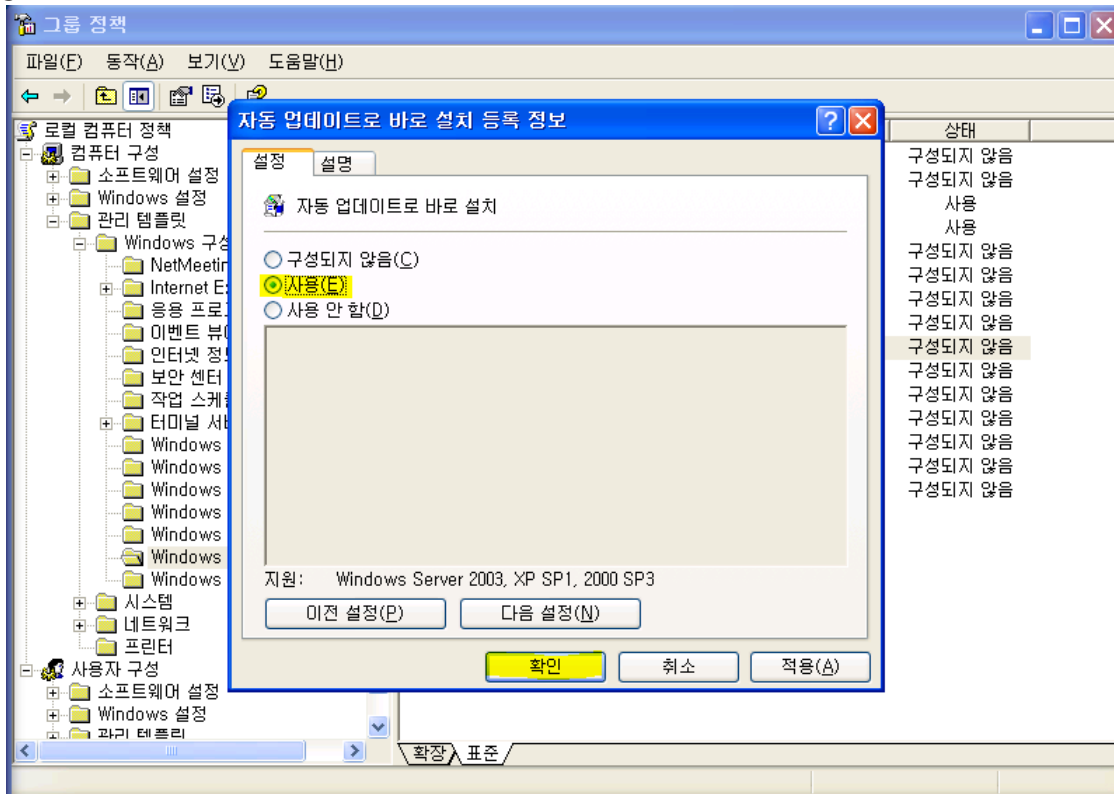 그룹 정책
파일(F) 동작(A) 보기(V) 도움말(H)
로컬 컴퓨터 정책
컴퓨터 구성
소프트웨어 설정
Windows 설정
관리 템플릿
Windows 구성
NetMeetin
Internet E
응용 프로
이벤트 뷰
인터넷 정
보안 센터
작업 스케
터미널 서
Windows
Windows
Windows
Windows
Windows
Windows
Windows
시스템
네트워크
프린터
사용자 구성
소프트웨어 설정
Windows 설정
관리 템플릿
자동 업데이트로 바로 설치 등록 정보
설정 설명
자동 업데이트로 바로 설치
구성되지 않음(C)
사용(E)
사용 안 함(D)
지원: Windows Server 2003, XP SP1, 2000 SP3
이전 설정(P) 다음 설정(N)
확인 취소 적용(A)
상태
구성되지 않음
구성되지 않음
사용
사용
구성되지 않음
구성되지 않음
구성되지 않음
구성되지 않음
구성되지 않음
구성되지 않음
구성되지 않음
구성되지 않음
구성되지 않음
구성되지 않음
구성되지 않음
확장 표준